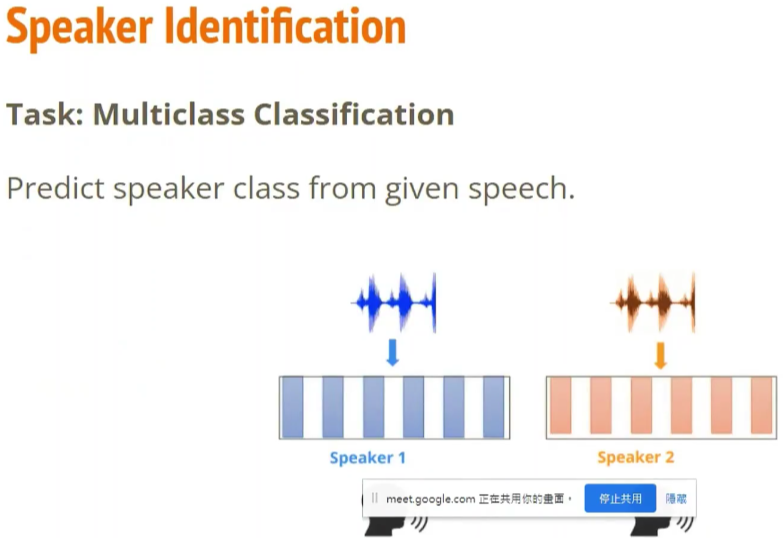 Speaker Identification
Task: Multiclass Classification
Predict speaker class from given speech.
Speaker 1
Speaker 2
meet.google.com 正在共用你的畫面。
停止共用
隱藏